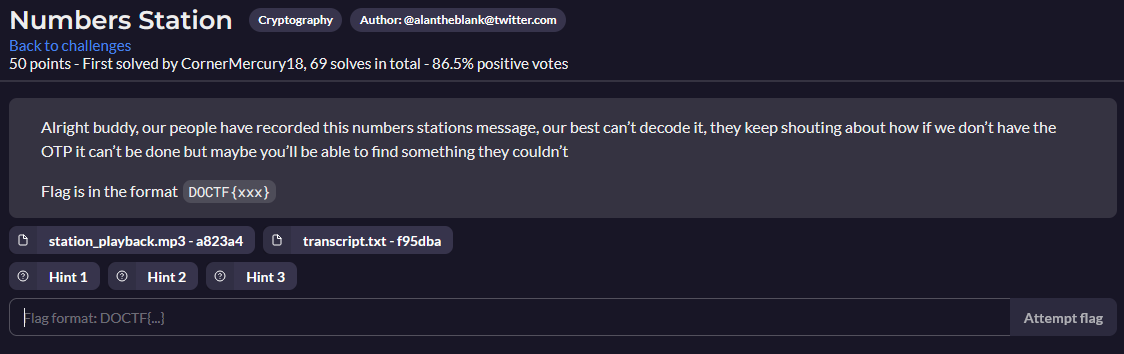 Numbers Station Cryptography Author: @alantheblank@twitter.com
Back to challenges
50 points - First solved by CornerMercury18, 69 solves in total - 86.5% positive votes
Alright buddy, our people have recorded this numbers stations message, our best can’t decode it, they keep shouting about how if we don’t have the
OTP it can’t be done but maybe you’ll be able to find something they couldn’t
Flag is in the format DOCTF{xxx}
station_playback.mp3 - a823a4 transcript.txt - f95dba
Hint 1 Hint 2 Hint 3
Flag format: DOCTF{...} Attempt flag